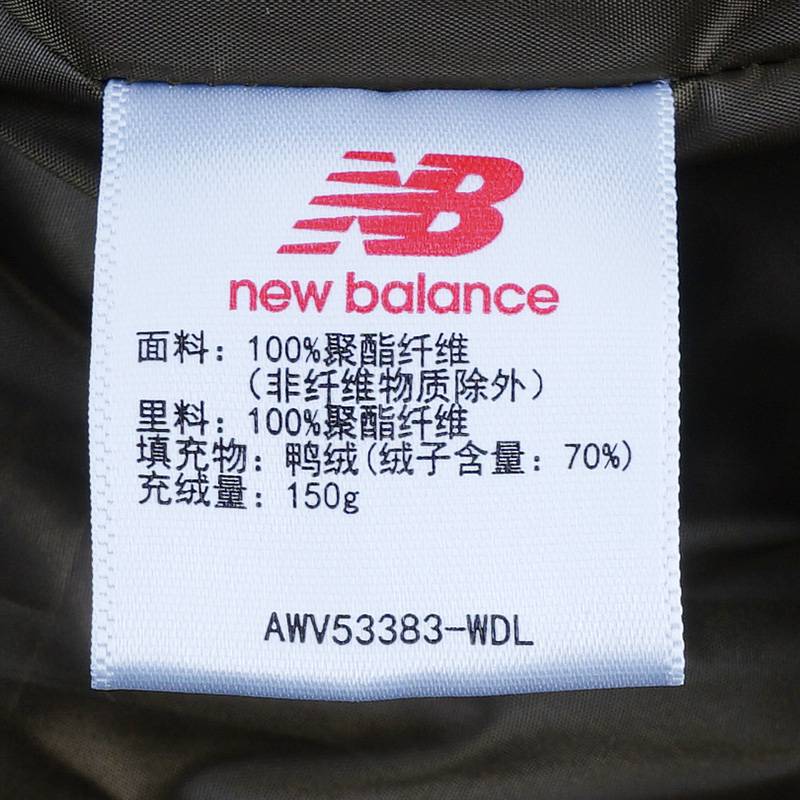 NB
new balance
面料：100%聚酯纤维
（非纤维物质除外）
里料：100%聚酯纤维
填充物：鸭绒(绒子含量：70%)
充绒量：150g
AWV53383-WDL